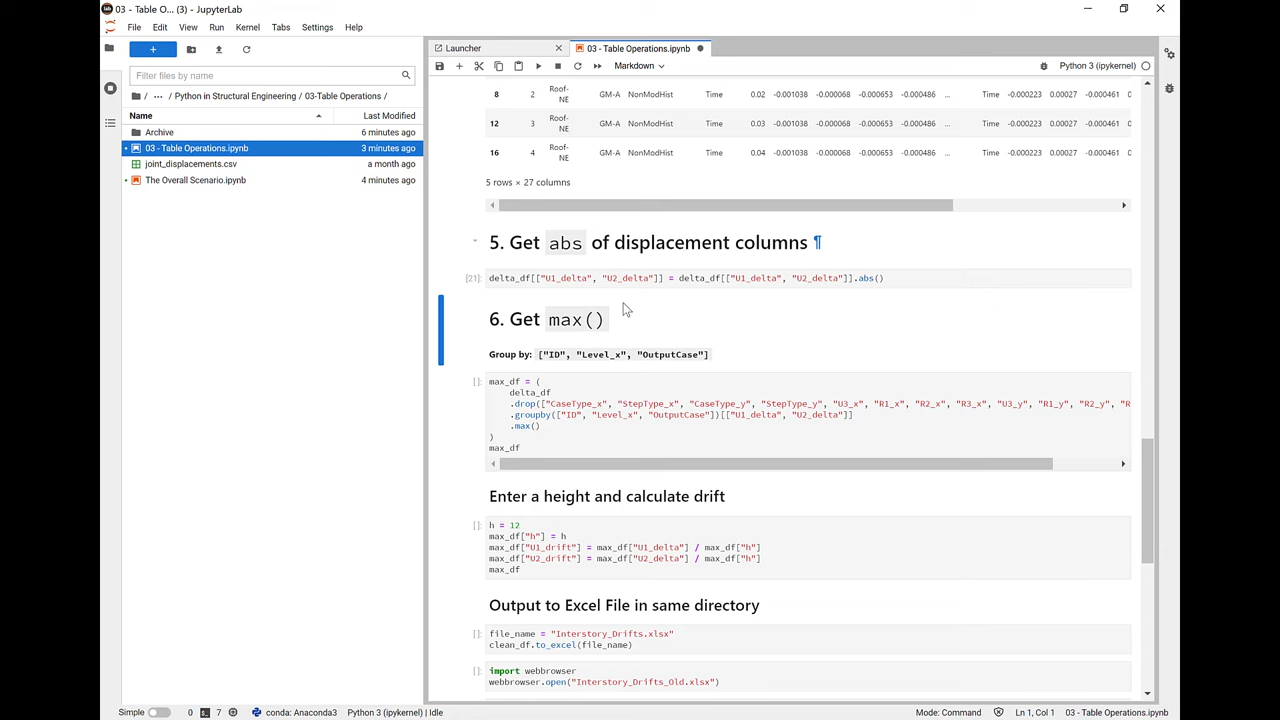 03 - Table O... (3) - JupyterLab
File Edit View Run Kernel Tabs Settings Help
Launcher
03 - Table Operations.ipynb
Markdown
Python 3 (ipykernel)
Filter files by name
/ ... Python in Structural Engineering / 03-Table Operations /
Name Last Modified
Archive 6 minutes ago
03 - Table Operations.ipynb 3 minutes ago
joint_displacements.csv a month ago
The Overall Scenario.ipynb 4 minutes ago
8 2 Roof-NE GM-A NonModHist Time 0.02 -0.001038 -0.000068 -0.000653 -0.000486 ... Time -0.000223 0.00027 -0.000461 0
12 3 Roof-NE GM-A NonModHist Time 0.03 -0.001038 -0.000068 -0.000653 -0.000486 ... Time -0.000223 0.00027 -0.000461 0
16 4 Roof-NE GM-A NonModHist Time 0.04 -0.001038 -0.000068 -0.000653 -0.000486 ... Time -0.000223 0.00027 -0.000461 0
5 rows × 27 columns
5. Get abs of displacement columns ¶
[21]: delta_df[["U1_delta", "U2_delta"]] = delta_df[["U1_delta", "U2_delta"]].abs()
6. Get max()
Group by: ["ID", "Level_x", "OutputCase"]
[ ]: max_df = (
delta_df
.drop(["CaseType_x", "StepType_x", "CaseType_y", "StepType_y", "U3_x", "R1_x", "R2_x", "R3_x", "U3_y", "R1_y", "R2_y", "R
.groupby(["ID", "Level_x", "OutputCase"])[["U1_delta", "U2_delta"]]
.max()
)
max_df
Enter a height and calculate drift
[ ]: h = 12
max_df["h"] = h
max_df["U1_drift"] = max_df["U1_delta"] / max_df["h"]
max_df["U2_drift"] = max_df["U2_delta"] / max_df["h"]
max_df
Output to Excel File in same directory
[ ]: file_name = "Interstory_Drifts.xlsx"
clean_df.to_excel(file_name)
[ ]: import webbrowser
webbrowser.open("Interstory_Drifts_Old.xlsx")
Simple 0 7 conda: Anaconda3 Python 3 (ipykernel) | Idle Mode: Command Ln 1, Col 1 03 - Table Operations.ipynb